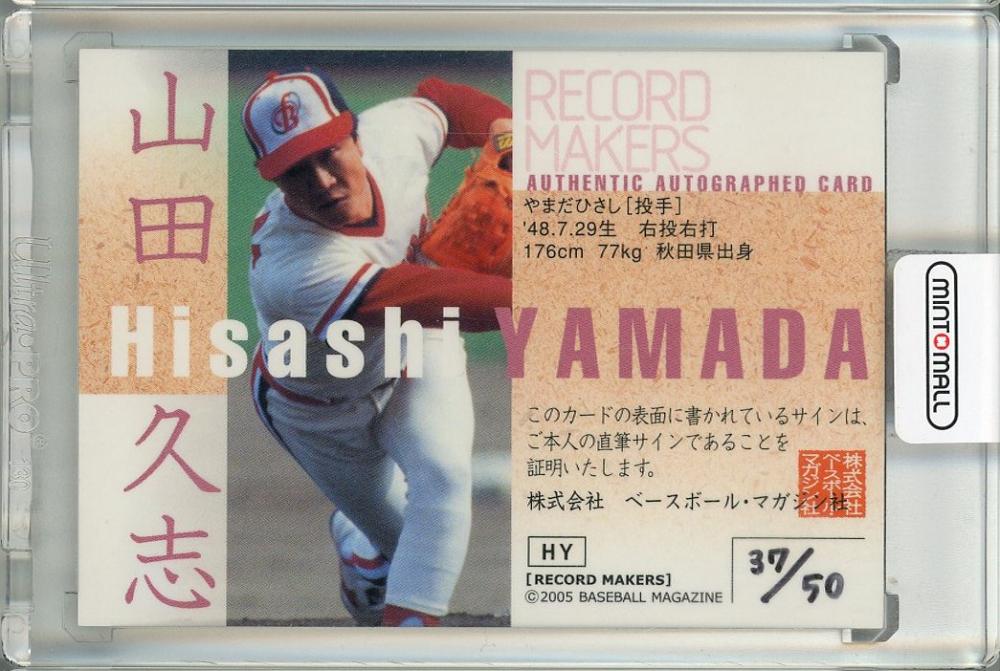 山田久志
RECORD
MAKERS
AUTHENTIC AUTOGRAPHED CARD
やまだひさし[投手]
'48.7.29生 右投右打
176cm 77kg 秋田県出身
Hisashi YAMADA
このカードの表面に書かれているサインは、
ご本人の直筆サインであることを
証明いたします。
株式会社 ベースボール・マガジン社
株式会社
ベースボール・
マガジン社
HY
[RECORD MAKERS]
©2005 BASEBALL MAGAZINE
37/50
MINT MALL
Ultra PRO®
B